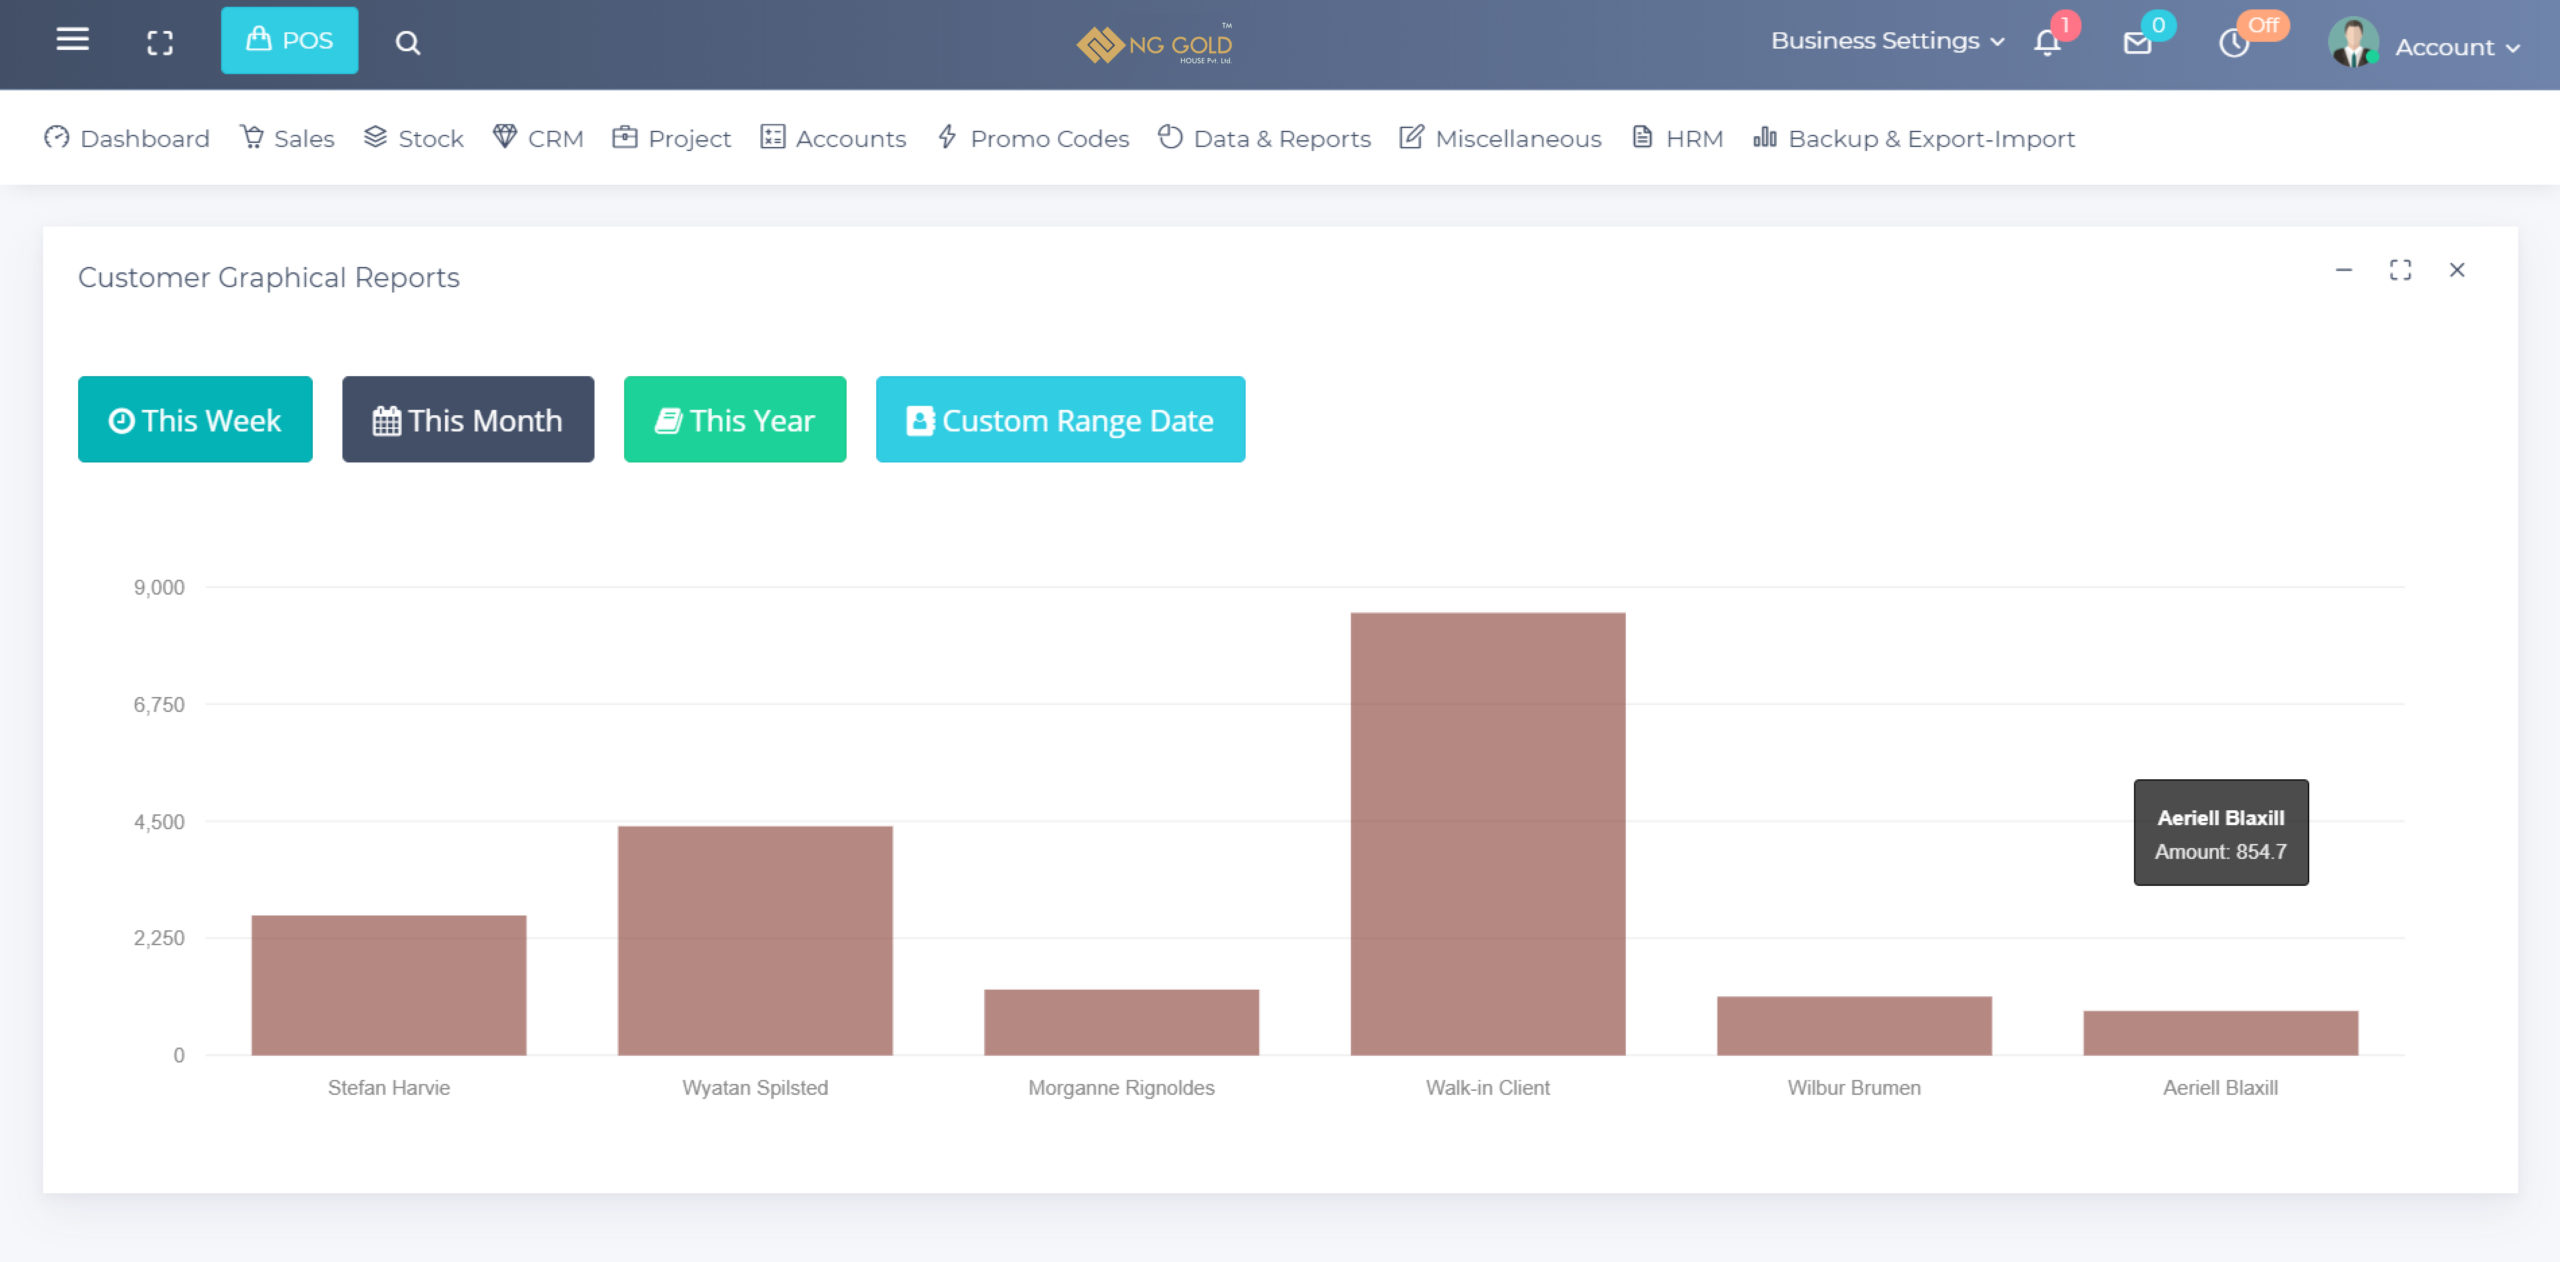 POS
NG GOLD TM
HOUSE Pvt. Ltd.
Business Settings
1
0
Off
Account
Dashboard Sales Stock CRM Project Accounts Promo Codes Data & Reports Miscellaneous HRM Backup & Export-Import
Customer Graphical Reports
This Week This Month This Year Custom Range Date
9,000
6,750
4,500
2,250
0
Aeriell Blaxill
Amount: 854.7
Stefan Harvie Wyatan Spilsted Morganne Rignoldes Walk-in Client Wilbur Brumen Aeriell Blaxill